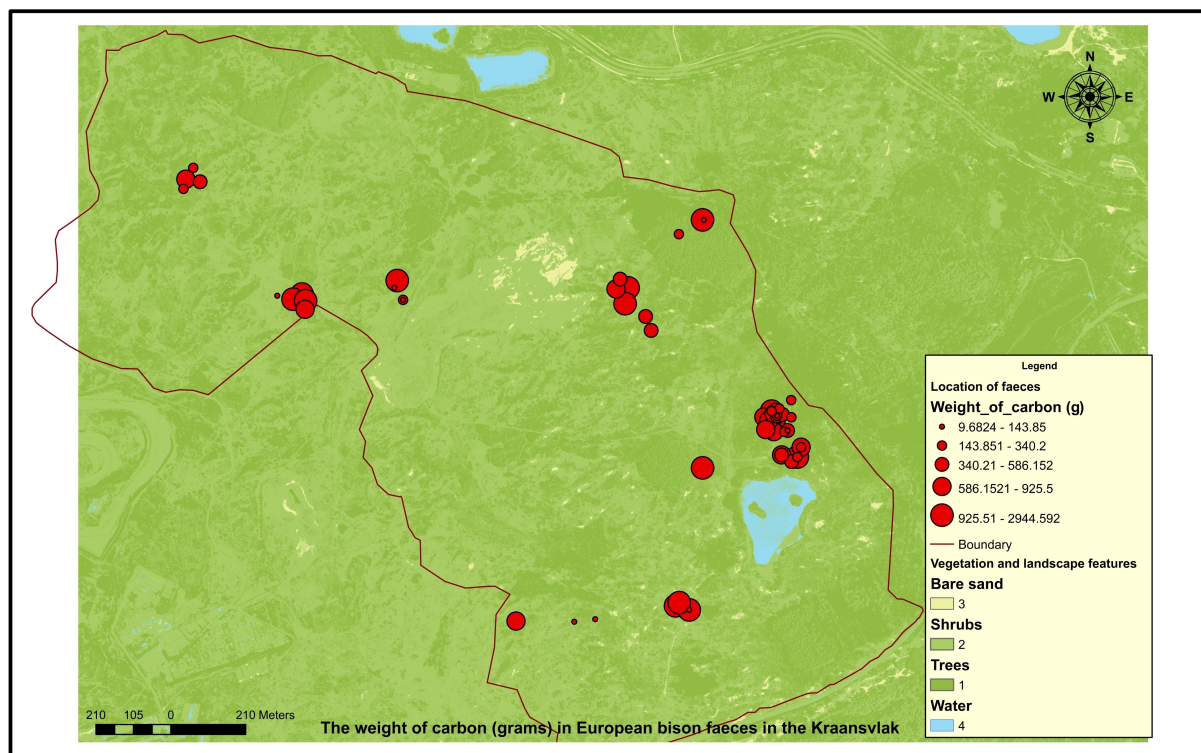 N
W E
S
Legend
Location of faeces
Weight_of_carbon (g)
9.6824 - 143.85
143.851 - 340.2
340.21 - 586.152
586.1521 - 925.5
925.51 - 2944.592
Boundary
Vegetation and landscape features
Bare sand
3
Shrubs
2
Trees
1
Water
4
210 105 0 210 Meters
The weight of carbon (grams) in European bison faeces in the Kraansvlak